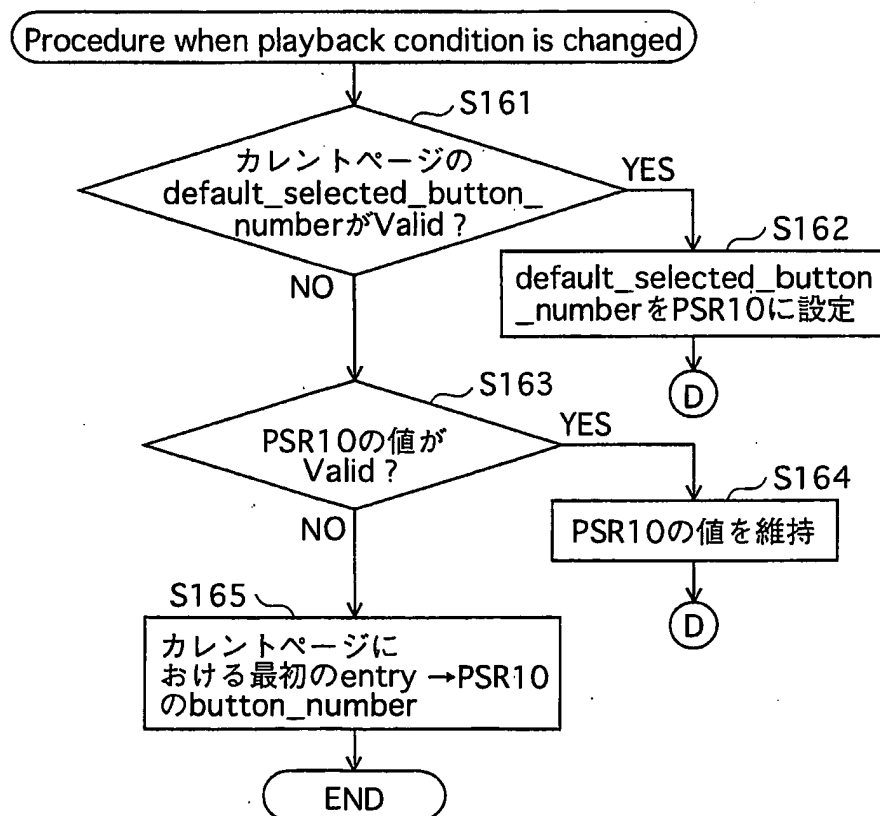 Procedure when playback condition is changed
S161
カレントページの
default_selected_button_
numberがValid？
YES
NO
S162
default_selected_button
_numberをPSR10に設定
D
S163
PSR10の値が
Valid？
YES
NO
S164
PSR10の値を維持
D
S165
カレントページに
おける最初のentry →PSR10
のbutton_number
END